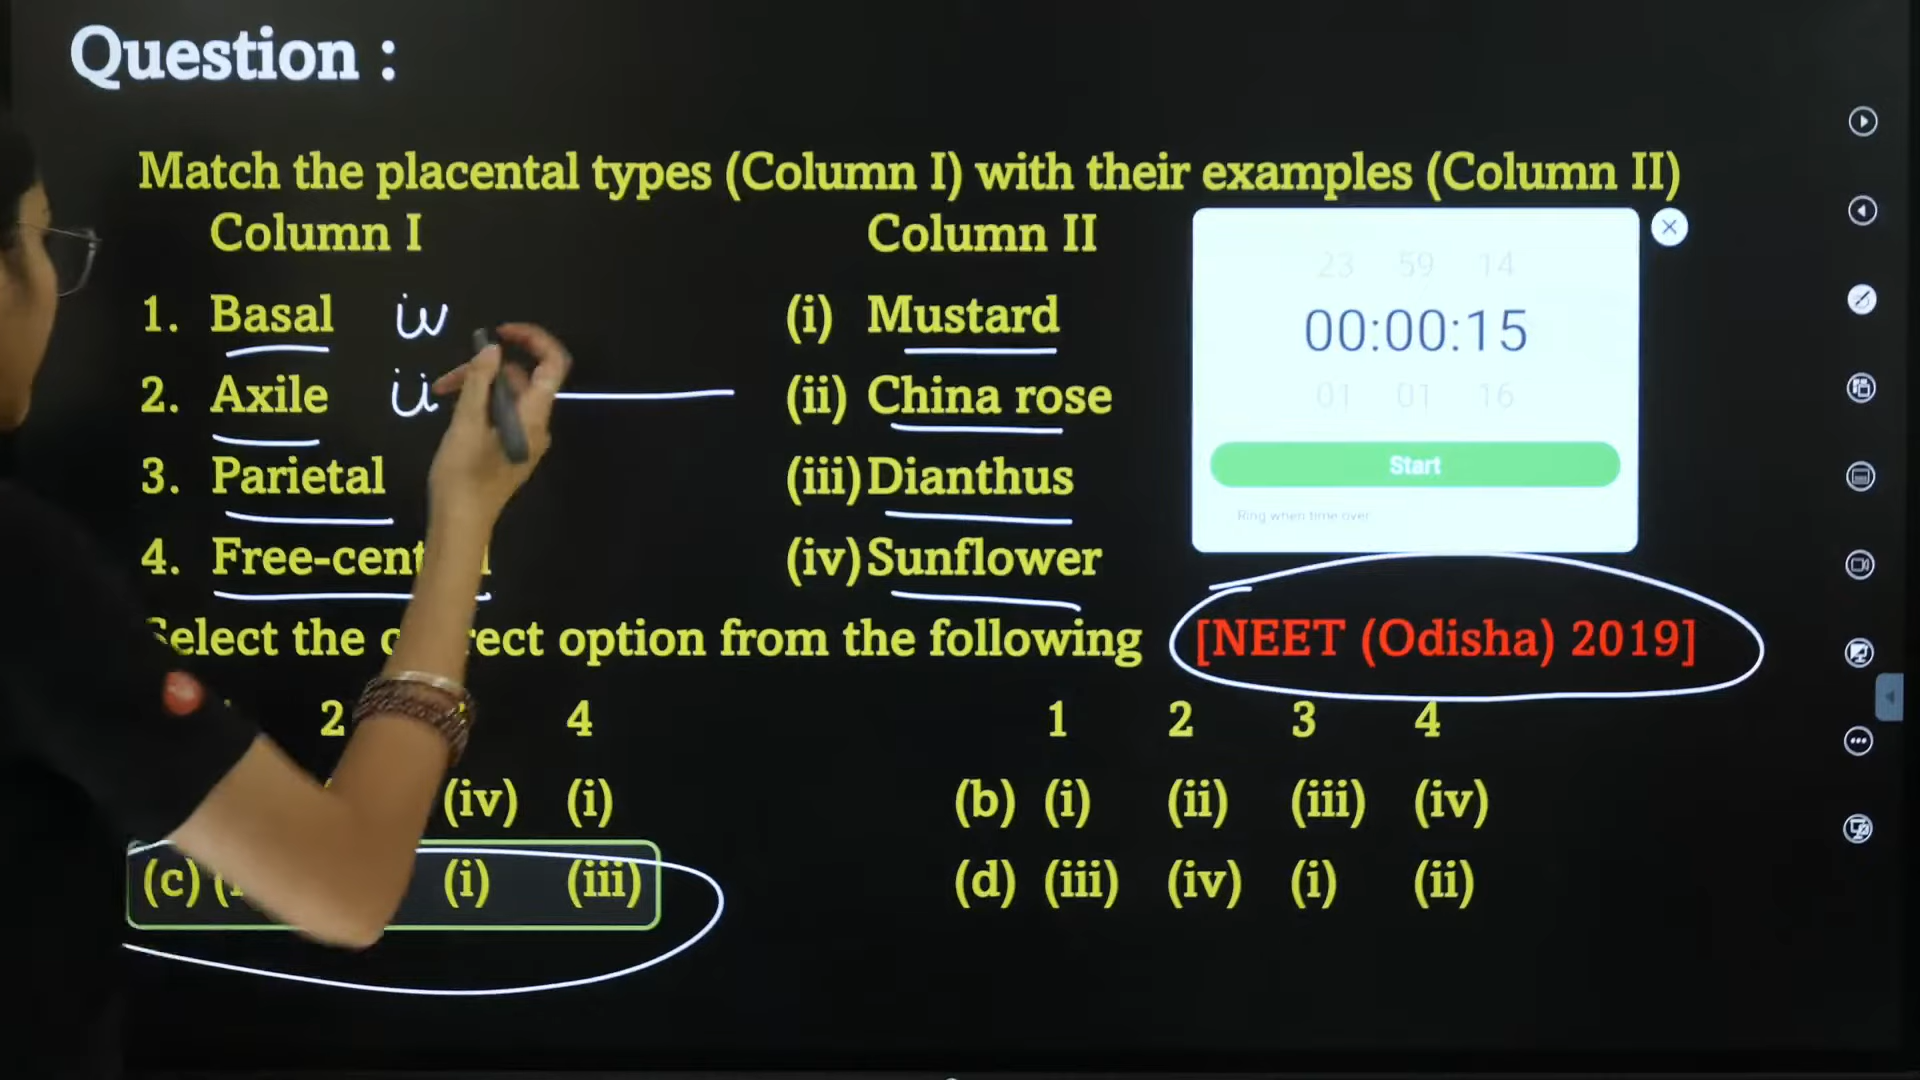 Question :
Match the placental types (Column I) with their examples (Column II)
Column I Column II
23 59 14
1. Basal iv (i) Mustard
00:00:15
2. Axile ii (ii) China rose
01 01 16
3. Parietal (iii) Dianthus
Start
Ring when time over
4. Free-cent (iv) Sunflower
Select the rect option from the following [NEET (Odisha) 2019]
2 4 1 2 3 4
(iv) (i) (b) (i) (ii) (iii) (iv)
(c) (i) (iii) (d) (iii) (iv) (i) (ii)